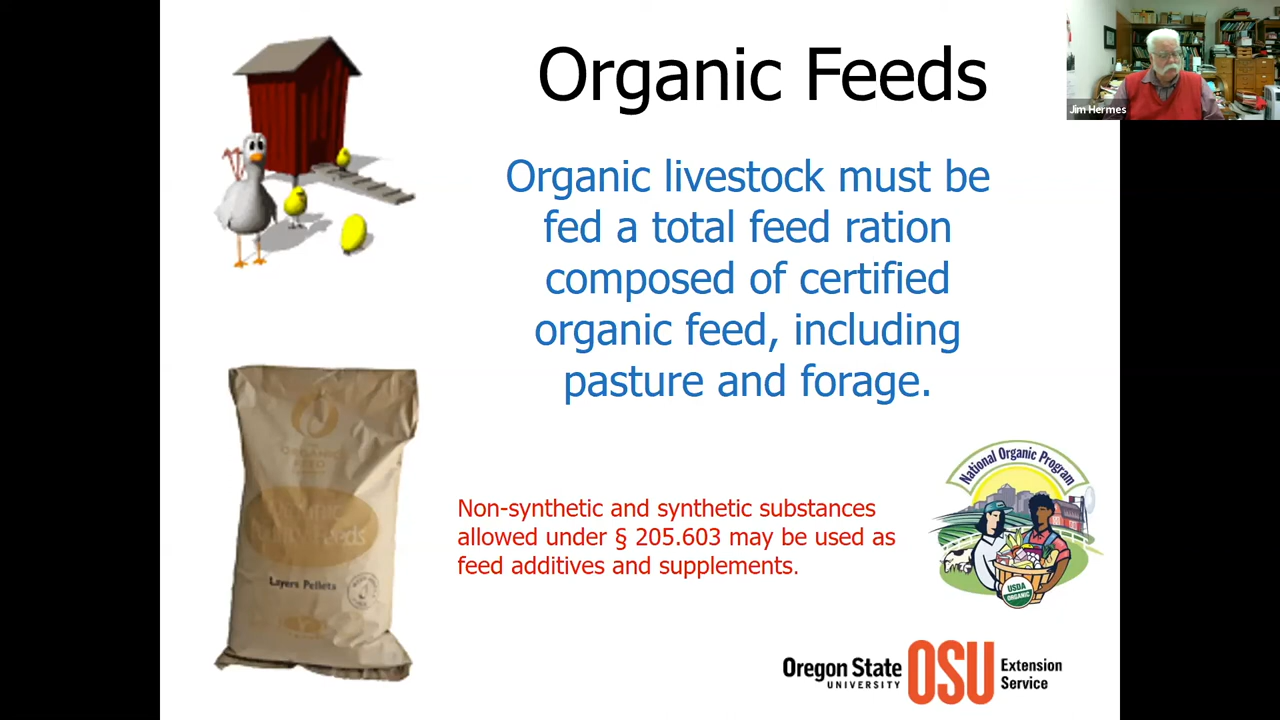 Organic Feeds
Jim Hermes
Organic livestock must be
fed a total feed ration
composed of certified
organic feed, including
pasture and forage.
ORGANIC
FEED
Layers Pellets
Non-synthetic and synthetic substances
allowed under § 205.603 may be used as
feed additives and supplements.
National Organic Program
USDA
ORGANIC
Oregon State
UNIVERSITY
OSU
Extension
Service